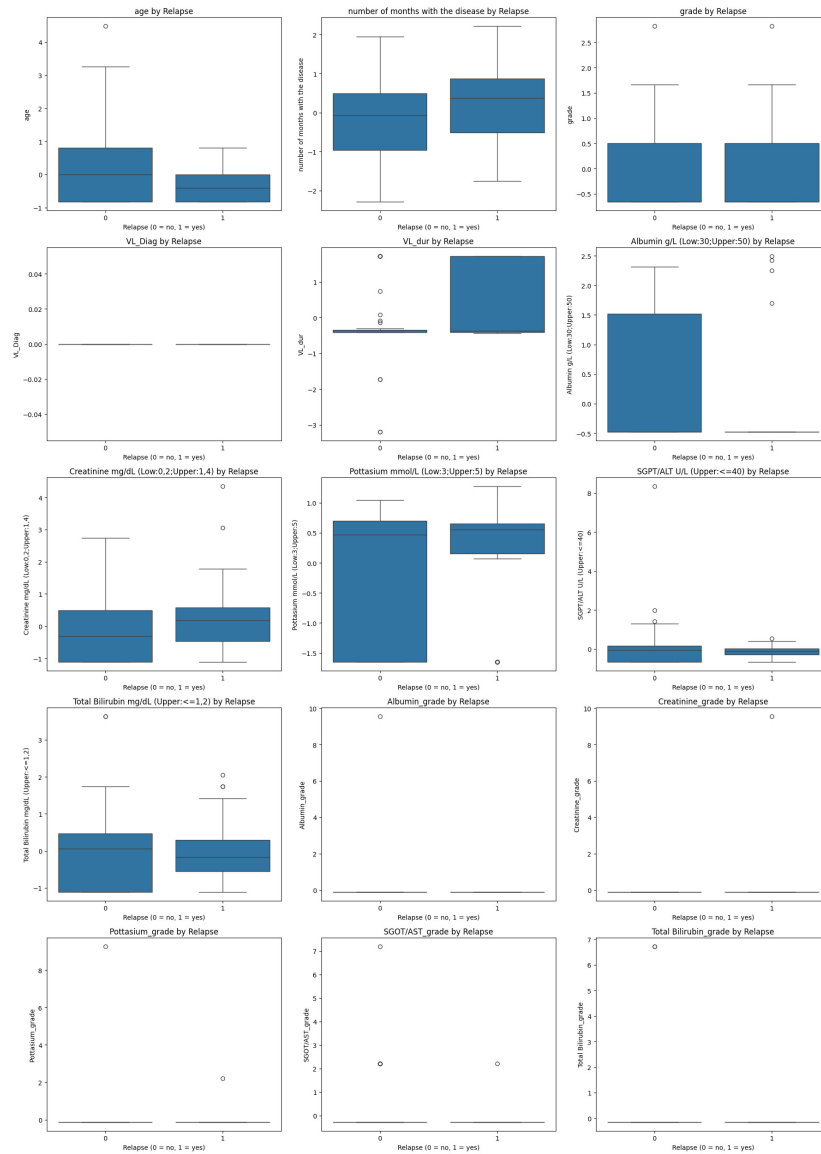 age by Relapse
age
4
3
2
1
0
−1
0 1
Relapse (0 = no, 1 = yes)
number of months with the disease by Relapse
number of months with the disease
2
1
0
−1
−2
0 1
Relapse (0 = no, 1 = yes)
grade by Relapse
grade
2.5
2.0
1.5
1.0
0.5
0.0
−0.5
0 1
Relapse (0 = no, 1 = yes)
VL_Diag by Relapse
VL_Diag
0.04
0.02
0.00
−0.02
−0.04
0 1
Relapse (0 = no, 1 = yes)
VL_dur by Relapse
VL_dur
1
0
−1
−2
−3
0 1
Relapse (0 = no, 1 = yes)
Albumin g/L (Low:30;Upper:50) by Relapse
Albumin g/L (Low:30;Upper:50)
2.5
2.0
1.5
1.0
0.5
0.0
−0.5
0 1
Relapse (0 = no, 1 = yes)
Creatinine mg/dL (Low:0,2;Upper:1,4) by Relapse
Creatinine mg/dL (Low:0,2;Upper:1,4)
4
3
2
1
0
−1
0 1
Relapse (0 = no, 1 = yes)
Pottasium mmol/L (Low:3;Upper:5) by Relapse
Pottasium mmol/L (Low:3;Upper:5)
1.0
0.5
0.0
−0.5
−1.0
−1.5
0 1
Relapse (0 = no, 1 = yes)
SGPT/ALT U/L (Upper:<=40) by Relapse
SGPT/ALT U/L (Upper:<=40)
8
6
4
2
0
0 1
Relapse (0 = no, 1 = yes)
Total Bilirubin mg/dL (Upper:<=1,2) by Relapse
Total Bilirubin mg/dL (Upper:<=1,2)
3
2
1
0
−1
0 1
Relapse (0 = no, 1 = yes)
Albumin_grade by Relapse
Albumin_grade
10
8
6
4
2
0
0 1
Relapse (0 = no, 1 = yes)
Creatinine_grade by Relapse
Creatinine_grade
10
8
6
4
2
0
0 1
Relapse (0 = no, 1 = yes)
Pottasium_grade by Relapse
Pottasium_grade
8
6
4
2
0
0 1
Relapse (0 = no, 1 = yes)
SGOT/AST_grade by Relapse
SGOT/AST_grade
7
6
5
4
3
2
1
0
0 1
Relapse (0 = no, 1 = yes)
Total Bilirubin_grade by Relapse
Total Bilirubin_grade
7
6
5
4
3
2
1
0
0 1
Relapse (0 = no, 1 = yes)